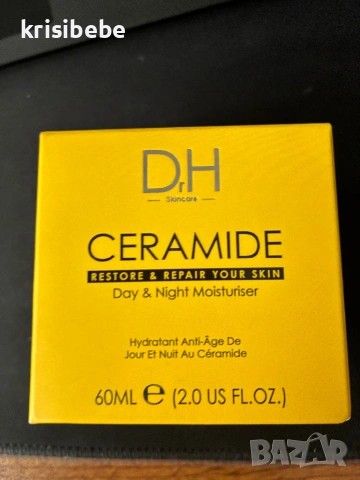 krisibebe
DrH
Skincare
CERAMIDE
RESTORE & REPAIR YOUR SKIN
Day & Night Moisturiser
Hydratant Anti-Âge De
Jour Et Nuit Au Céramide
60ML ℮ (2.0 US FL.OZ.)
BAZAR